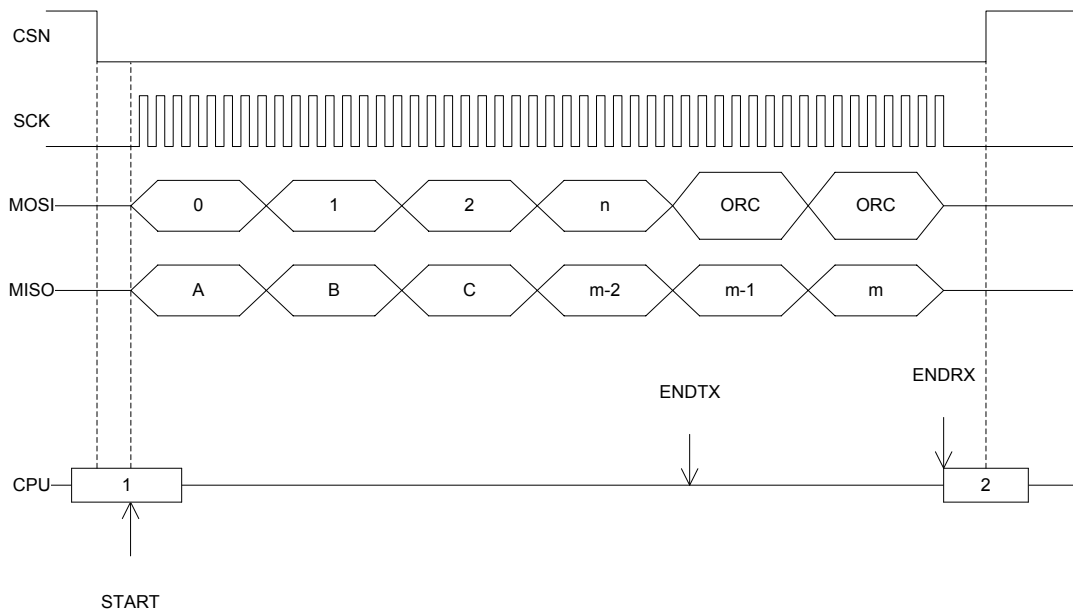 CSN
SCK
MOSI 0 1 2 n ORC ORC
MISO A B C m-2 m-1 m
ENDRX
ENDTX
CPU 1 2
START